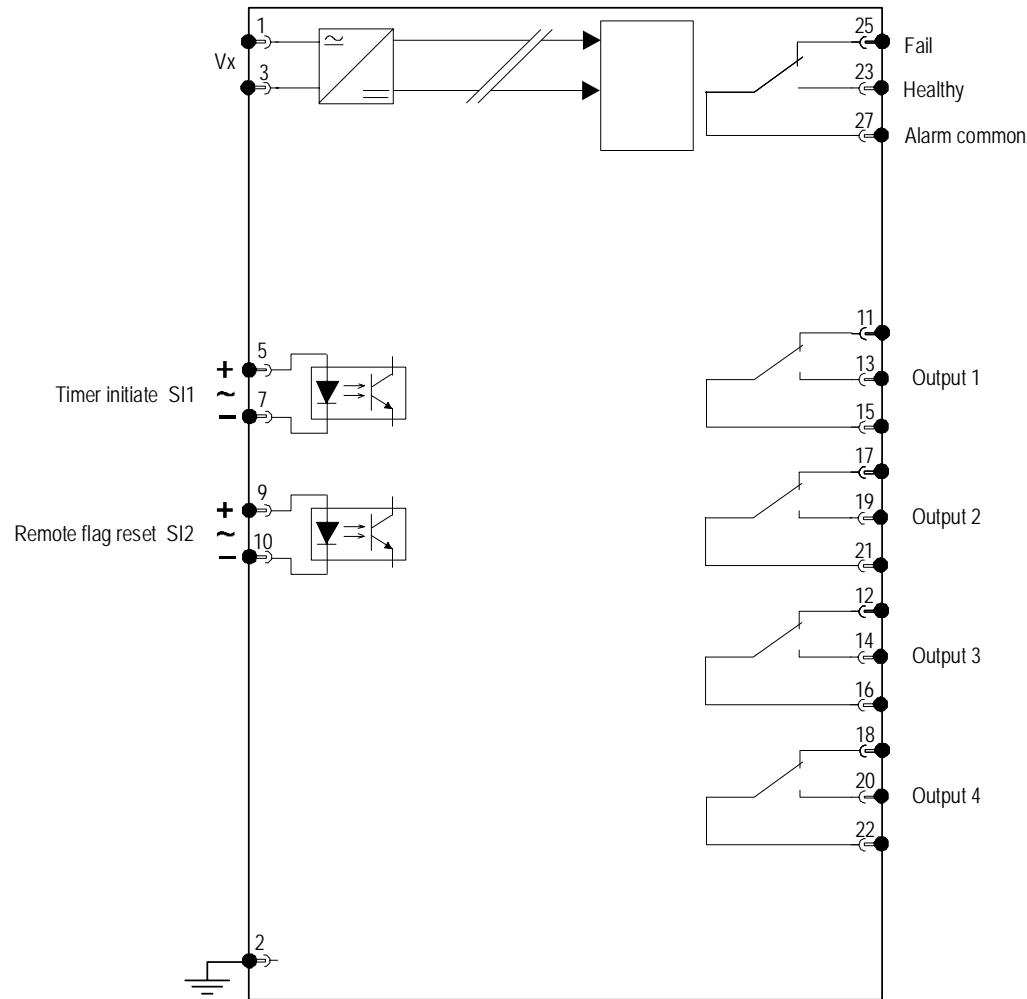 1
Vx
3
25
Fail
23
Healthy
27
Alarm common
+
5
Timer initiate SI1
~
7
−
+
9
Remote flag reset SI2
~
10
−
11
13
Output 1
15
17
19
Output 2
21
12
14
Output 3
16
18
20
Output 4
22
2